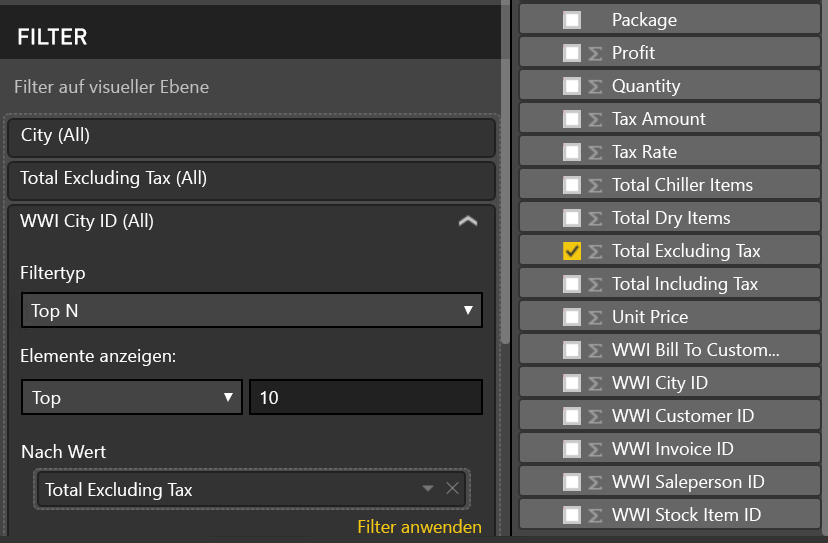 FILTER
Filter auf visueller Ebene
City (All)
Total Excluding Tax (All)
WWI City ID (All)
Filtertyp
Top N
Elemente anzeigen:
Top
10
Nach Wert
Total Excluding Tax
Filter anwenden
Package
Σ Profit
Σ Quantity
Σ Tax Amount
Σ Tax Rate
Σ Total Chiller Items
Σ Total Dry Items
Σ Total Excluding Tax
Σ Total Including Tax
Σ Unit Price
Σ WWI Bill To Custom...
Σ WWI City ID
Σ WWI Customer ID
Σ WWI Invoice ID
Σ WWI Saleperson ID
Σ WWI Stock Item ID